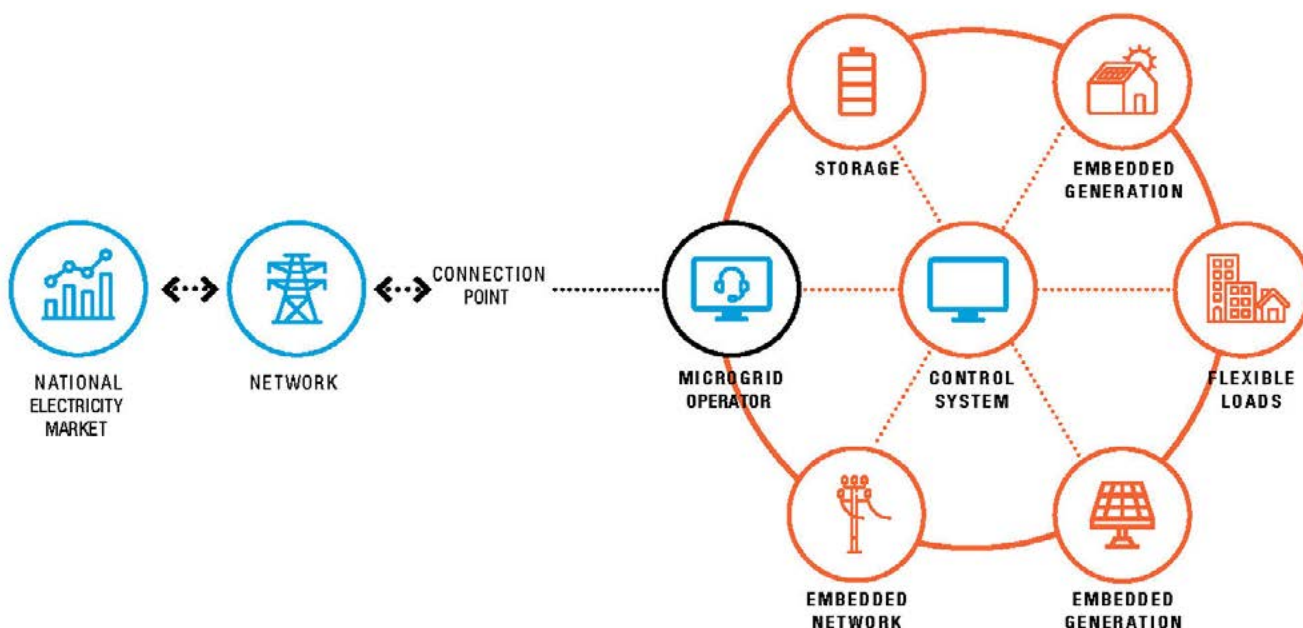 STORAGE
EMBEDDED
GENERATION
NATIONAL
ELECTRICITY
MARKET
NETWORK
CONNECTION
POINT
MICROGRID
OPERATOR
CONTROL
SYSTEM
FLEXIBLE
LOADS
EMBEDDED
NETWORK
EMBEDDED
GENERATION